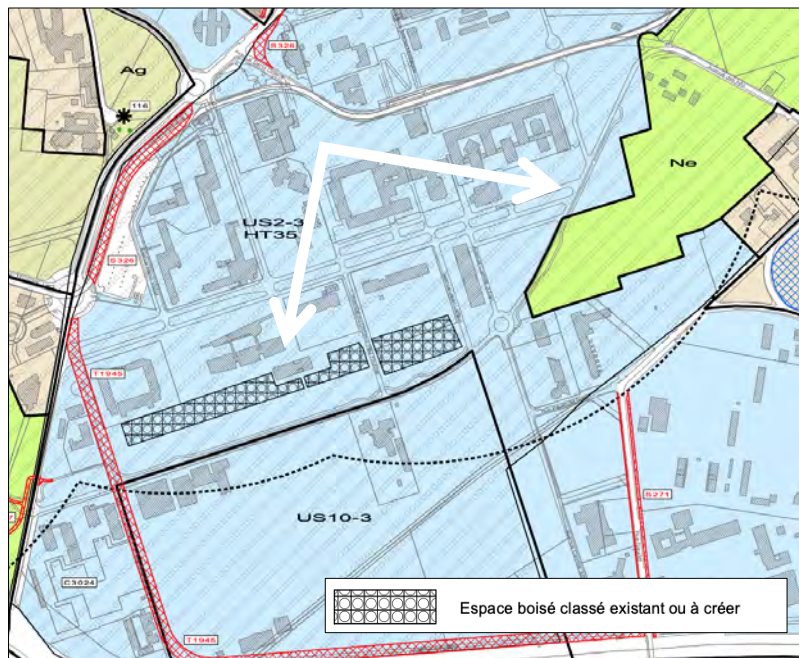 S326
Ag
116
Ne
US2-3
HT35
S326
T1945
S271
US10-3
C3024
Espace boisé classé existant ou à créer
T1945